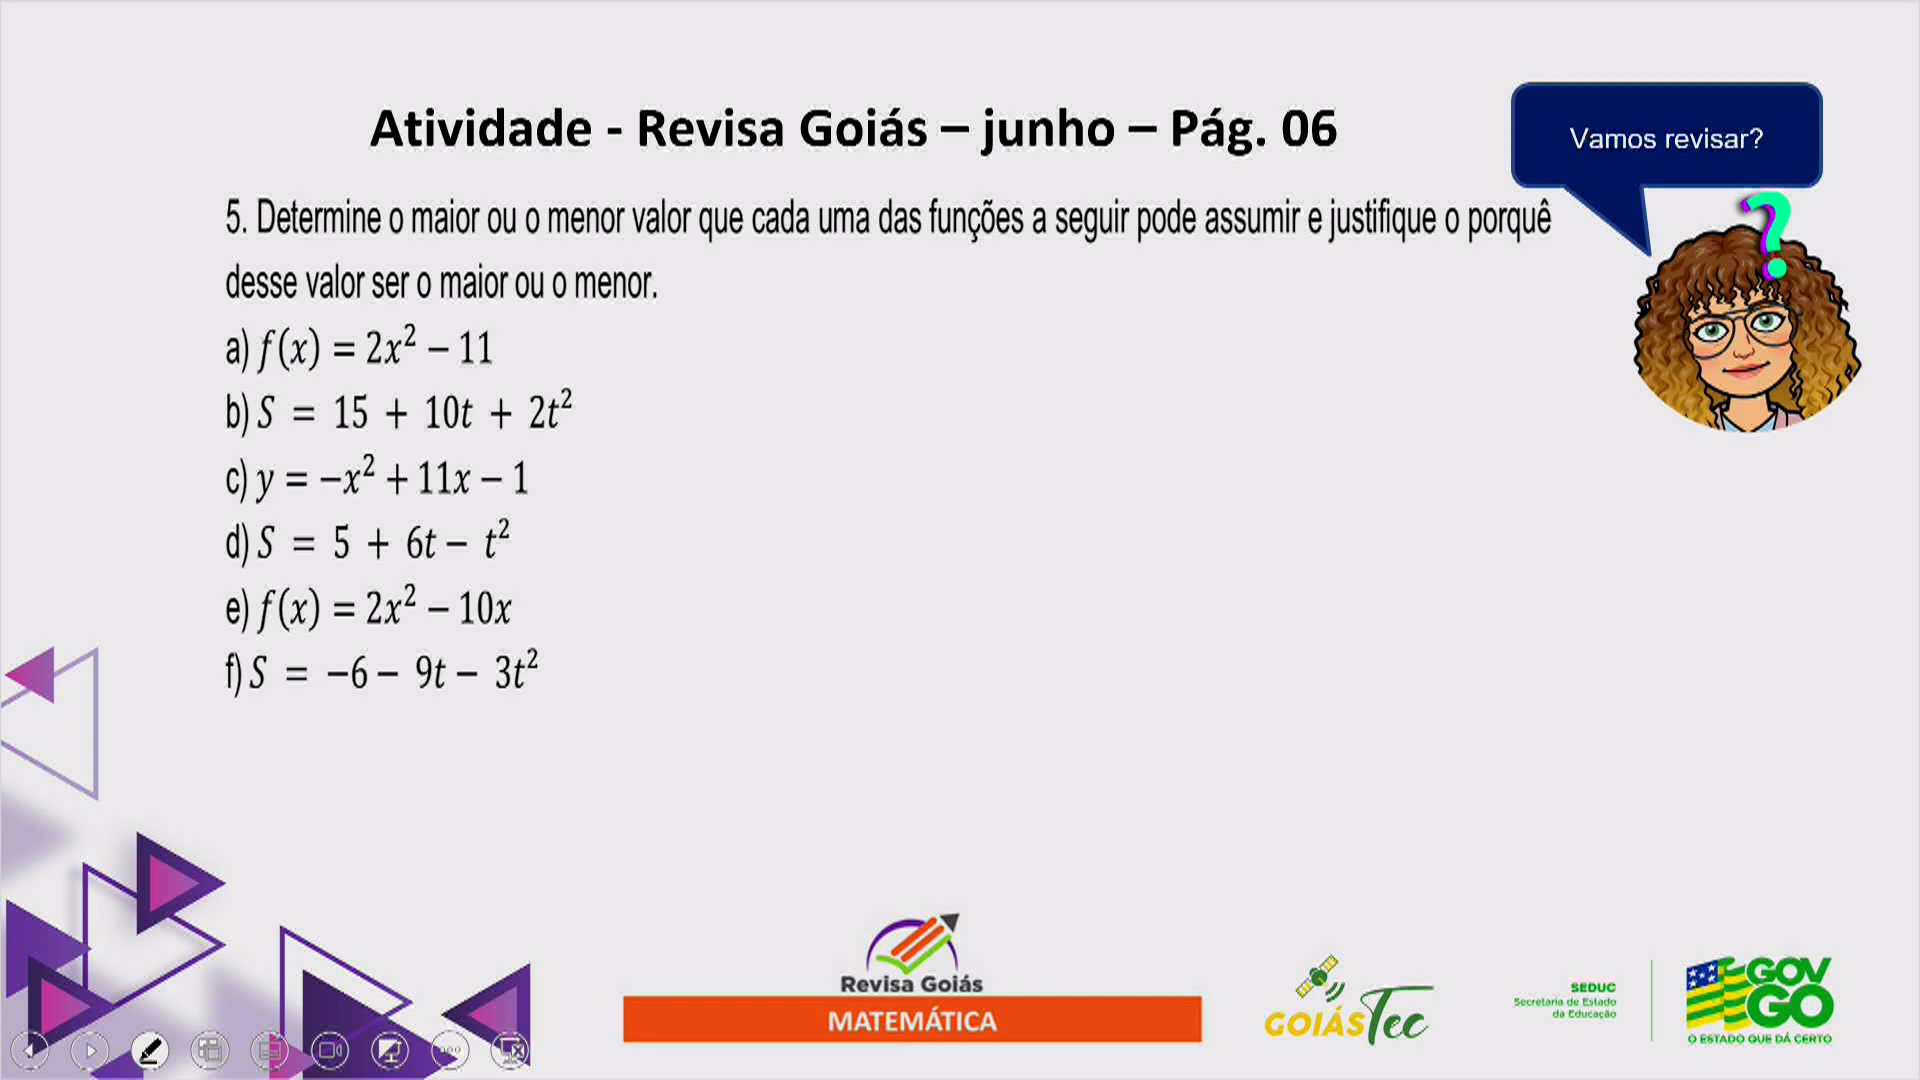 Atividade - Revisa Goiás – junho – Pág. 06
Vamos revisar?
5. Determine o maior ou o menor valor que cada uma das funções a seguir pode assumir e justifique o porquê
desse valor ser o maior ou o menor.
a) f(x) = 2x² – 11
b) S = 15 + 10t + 2t²
c) y = –x² + 11x – 1
d) S = 5 + 6t – t²
e) f(x) = 2x² – 10x
f) S = –6 – 9t – 3t²
Revisa Goiás
MATEMÁTICA
GOIÁSTec
SEDUC
Secretaria de Estado
da Educação
GOV
GO
O ESTADO QUE DÁ CERTO